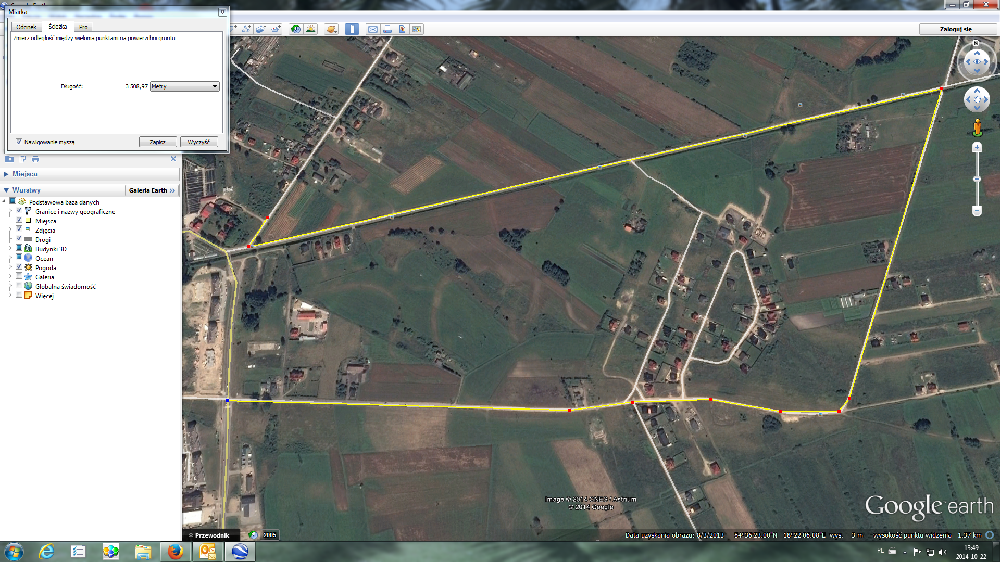 Google Earth
Miarka
Odcinek Ścieżka Pro
Zmierz odległość między wieloma punktami na powierzchni gruntu
Długość: 3 508,97 Metry
Nawigowanie myszą Zapisz Wyczyść
Zaloguj się
N
Miejsca
Warstwy Galeria Earth >>
Podstawowa baza danych
Granice i nazwy geograficzne
Miejsca
Zdjęcia
Drogi
Budynki 3D
Ocean
Pogoda
Galeria
Globalna świadomość
Więcej
Image © 2014 CNES / Astrium
© 2014 Google
Google earth
Przewodnik 2005
Data uzyskania obrazu: 8/3/2013 54°36'23.00"N 18°22'06.08"E wys. 3 m wysokość punktu widzenia 1.37 km
PL 13:49
2014-10-22